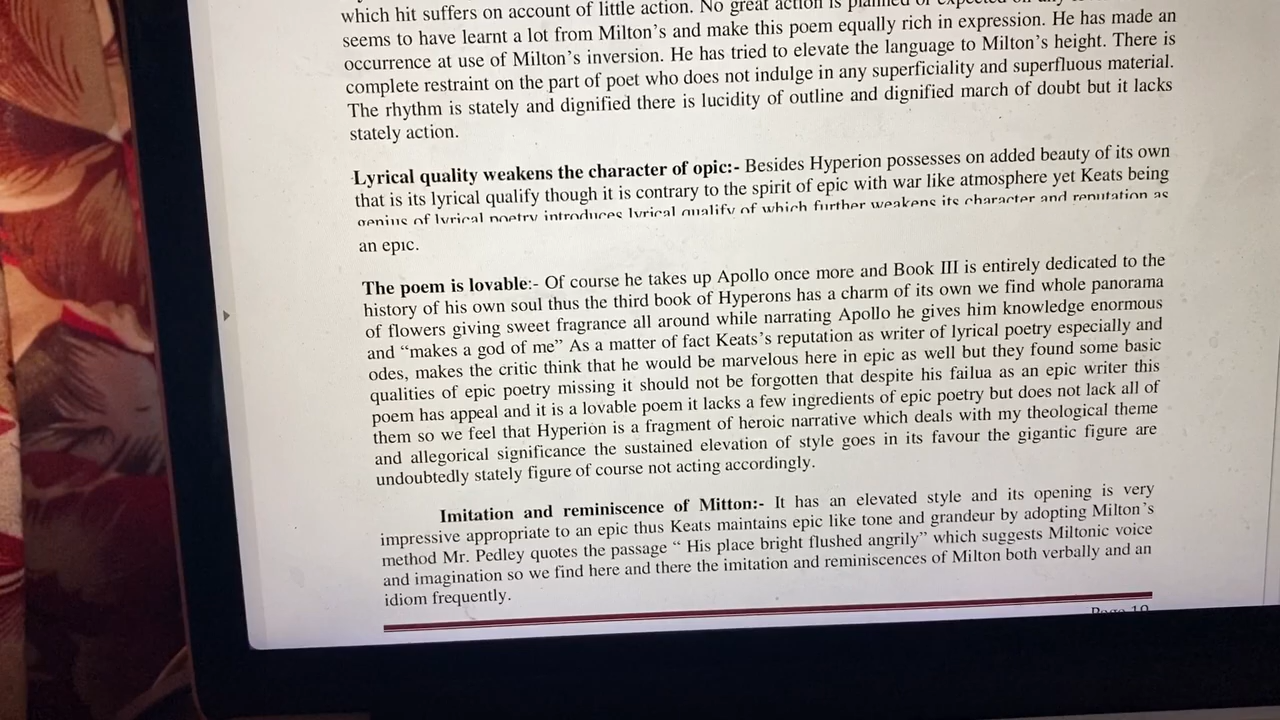 which hit suffers on account of little action. No great action is planned or expected on any
seems to have learnt a lot from Milton's and make this poem equally rich in expression. He has made an
occurrence at use of Milton's inversion. He has tried to elevate the language to Milton's height. There is
complete restraint on the part of poet who does not indulge in any superficiality and superfluous material.
The rhythm is stately and dignified there is lucidity of outline and dignified march of doubt but it lacks
stately action.
Lyrical quality weakens the character of opic:- Besides Hyperion possesses on added beauty of its own
that is its lyrical qualify though it is contrary to the spirit of epic with war like atmosphere yet Keats being
genius of lyrical poetry introduces lyrical qualify of which further weakens its character and reputation as
an epic.
The poem is lovable:- Of course he takes up Apollo once more and Book III is entirely dedicated to the
history of his own soul thus the third book of Hyperons has a charm of its own we find whole panorama
of flowers giving sweet fragrance all around while narrating Apollo he gives him knowledge enormous
and “makes a god of me” As a matter of fact Keats's reputation as writer of lyrical poetry especially and
odes, makes the critic think that he would be marvelous here in epic as well but they found some basic
qualities of epic poetry missing it should not be forgotten that despite his failua as an epic writer this
poem has appeal and it is a lovable poem it lacks a few ingredients of epic poetry but does not lack all of
them so we feel that Hyperion is a fragment of heroic narrative which deals with my theological theme
and allegorical significance the sustained elevation of style goes in its favour the gigantic figure are
undoubtedly stately figure of course not acting accordingly.
Imitation and reminiscence of Mitton:- It has an elevated style and its opening is very
impressive appropriate to an epic thus Keats maintains epic like tone and grandeur by adopting Milton's
method Mr. Pedley quotes the passage “ His place bright flushed angrily” which suggests Miltonic voice
and imagination so we find here and there the imitation and reminiscences of Milton both verbally and an
idiom frequently.
Page 10